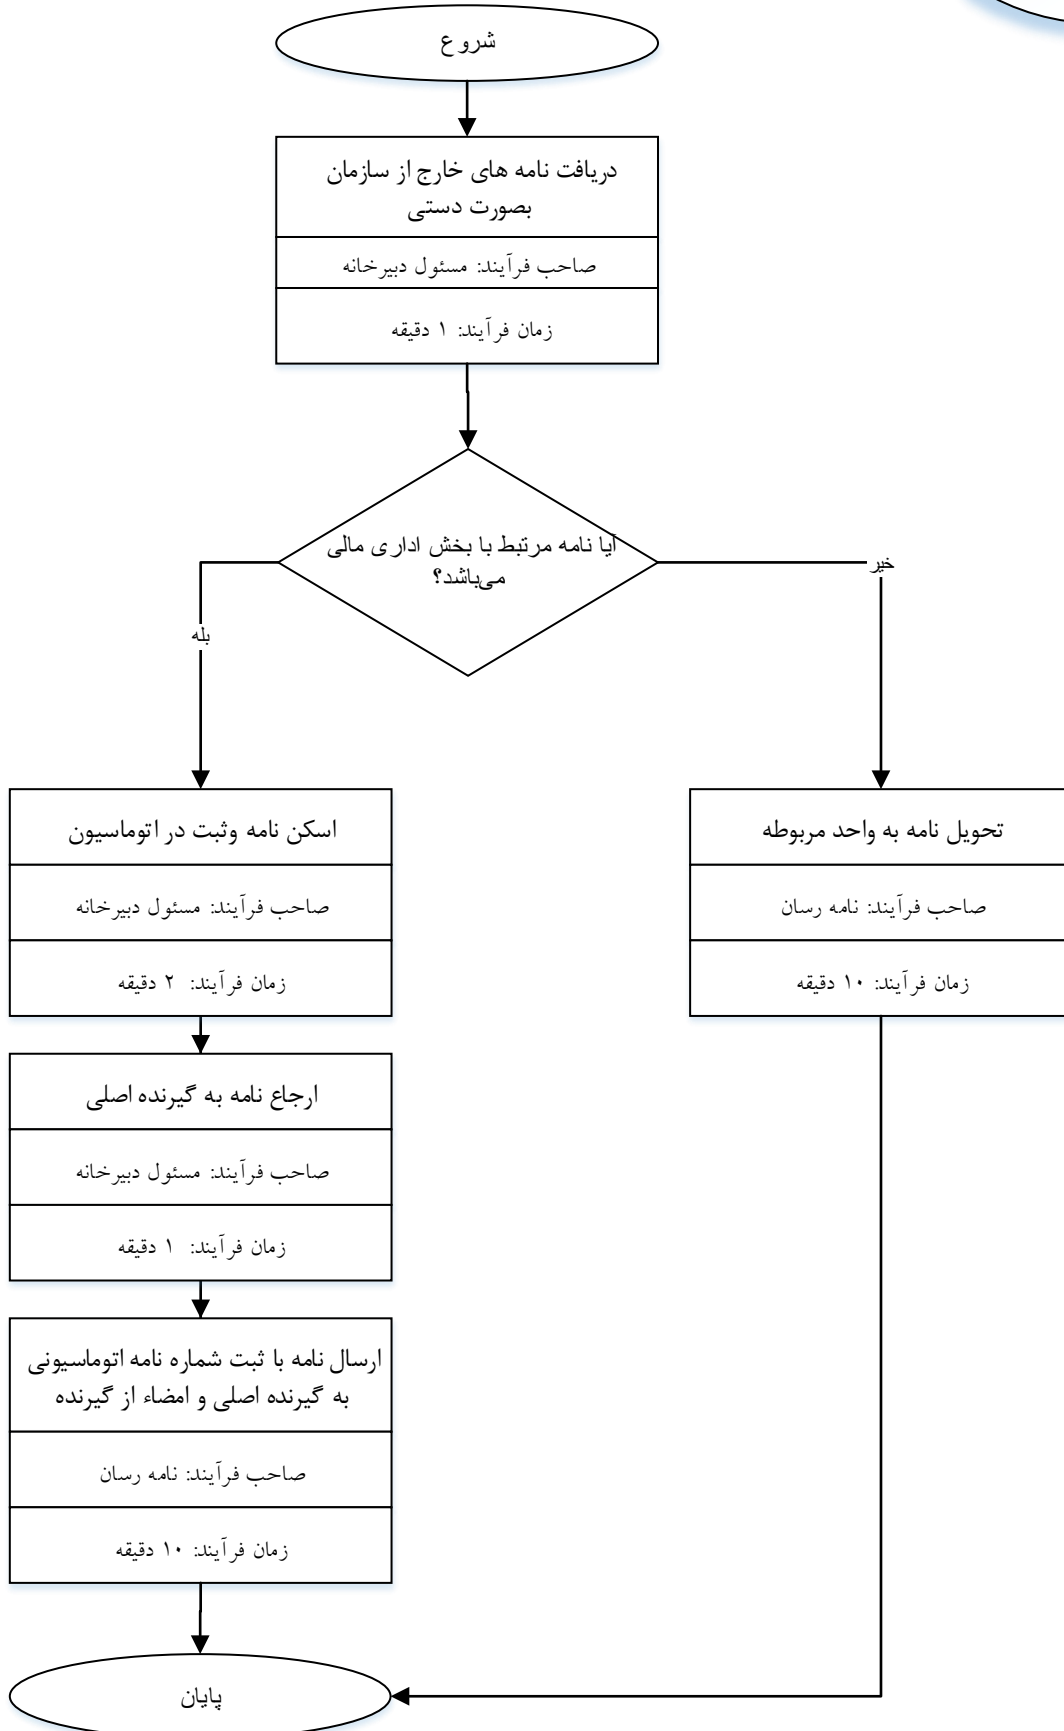 شروع
دریافت نامه های خارج از سازمان
بصورت دستی
صاحب فرآیند: مسئول دبیرخانه
زمان فرآیند: ۱ دقیقه
آیا نامه مرتبط با بخش اداری مالی
می‌باشد؟
خیر
بله
اسکن نامه وثبت در اتوماسیون
صاحب فرآیند: مسئول دبیرخانه
زمان فرآیند: ۲ دقیقه
تحویل نامه به واحد مربوطه
صاحب فرآیند: نامه رسان
زمان فرآیند: ۱۰ دقیقه
ارجاع نامه به گیرنده اصلی
صاحب فرآیند: مسئول دبیرخانه
زمان فرآیند: ۱ دقیقه
ارسال نامه با ثبت شماره نامه اتوماسیونی
به گیرنده اصلی و امضاء از گیرنده
صاحب فرآیند: نامه رسان
زمان فرآیند: ۱۰ دقیقه
پایان